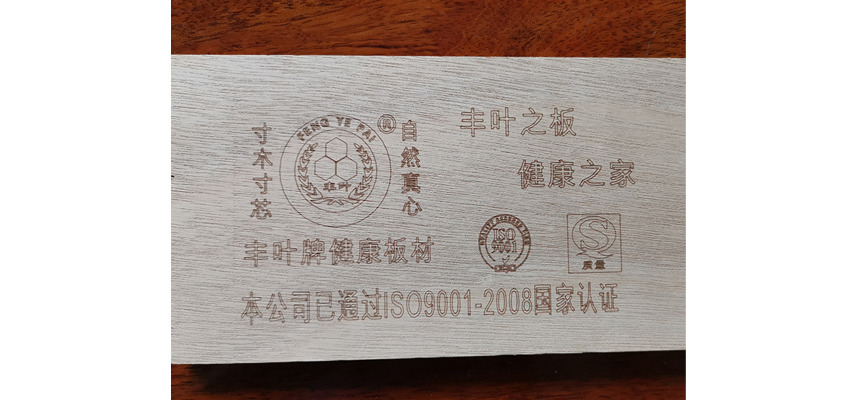 寸木寸芯
FENG YE PAI
丰叶
®
自然真心
丰叶之板
健康之家
丰叶牌健康板材
ISO
9001
质量
本公司已通过ISO9001-2008国家认证